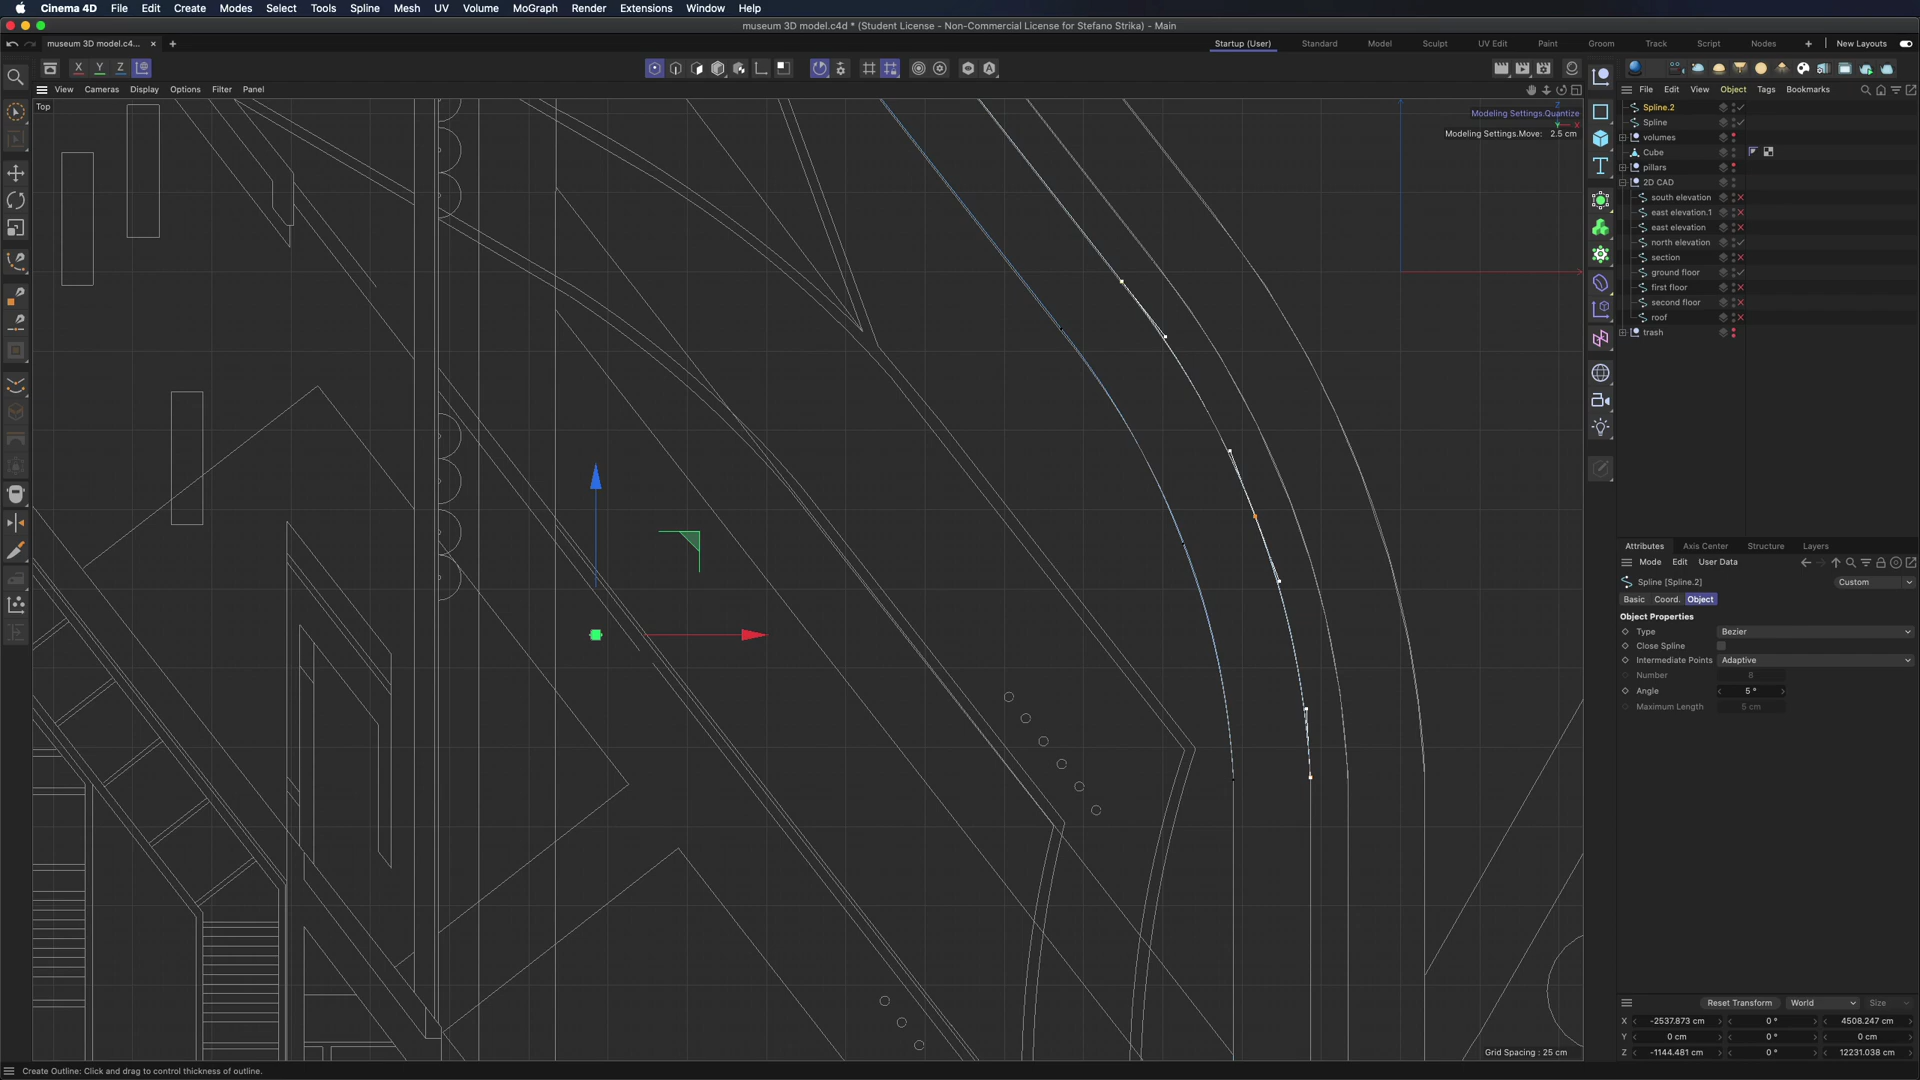 Cinema 4D File Edit Create Modes Select Tools Spline Mesh UV Volume MoGraph Render Extensions Window Help
museum 3D model.c4d * (Student License - Non-Commercial License for Stefano Strika) - Main
museum 3D model.c4... × + Startup (User) Standard Model Sculpt UV Edit Paint Groom Track Script Nodes + New Layouts
X Y Z
View Cameras Display Options Filter Panel
File Edit View Object Tags Bookmarks
Top
Modeling Settings.Quantize
Modeling Settings.Move: 2.5 cm
Z
Y X
Spline.2
Spline
volumes
Cube
pillars
2D CAD
south elevation
east elevation.1
east elevation
north elevation
section
ground floor
first floor
second floor
roof
trash
Attributes Axis Center Structure Layers
Mode Edit User Data
Spline [Spline.2] Custom
Basic Coord. Object
Object Properties
Type Bezier
Close Spline
Intermediate Points Adaptive
Number 8
Angle 5 °
Maximum Length 5 cm
Reset Transform World Size
X -2537.873 cm 0 ° 4508.247 cm
Y 0 cm 0 ° 0 cm
Z -1144.481 cm 0 ° 12231.038 cm
Grid Spacing : 25 cm
Create Outline: Click and drag to control thickness of outline.